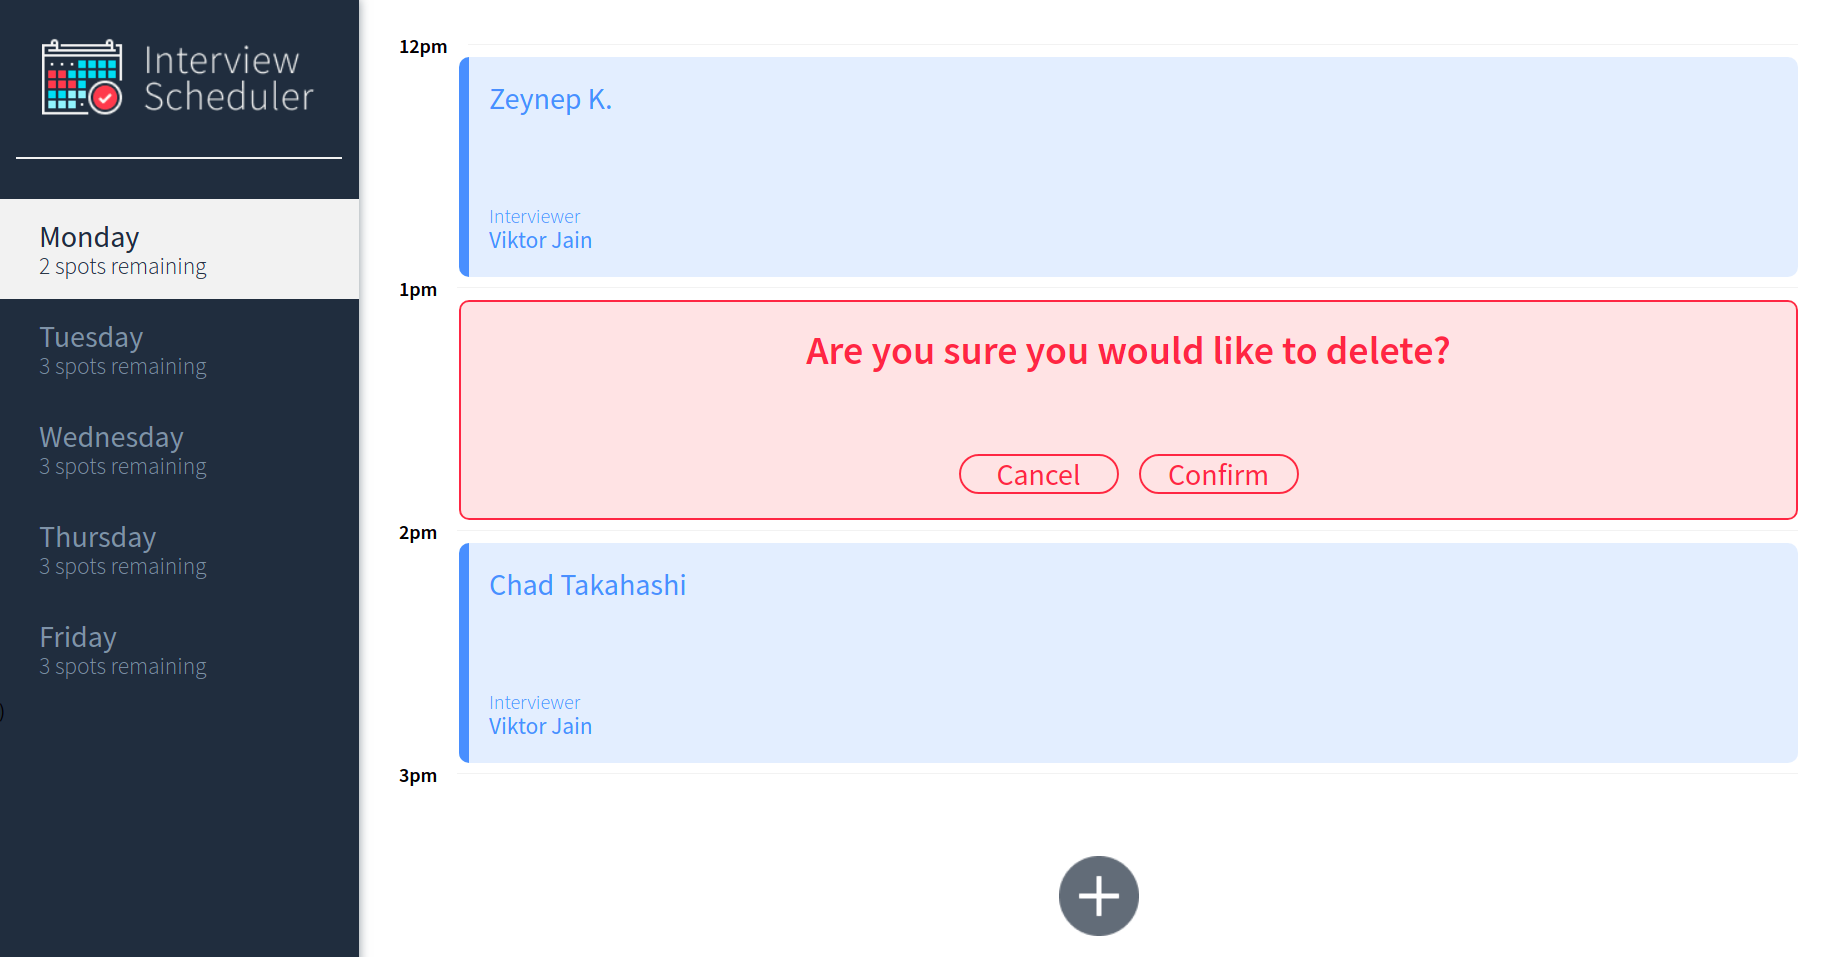 Interview
Scheduler
Monday
2 spots remaining
Tuesday
3 spots remaining
Wednesday
3 spots remaining
Thursday
3 spots remaining
Friday
3 spots remaining
)
12pm
Zeynep K.
Interviewer
Viktor Jain
1pm
Are you sure you would like to delete?
Cancel Confirm
2pm
Chad Takahashi
Interviewer
Viktor Jain
3pm